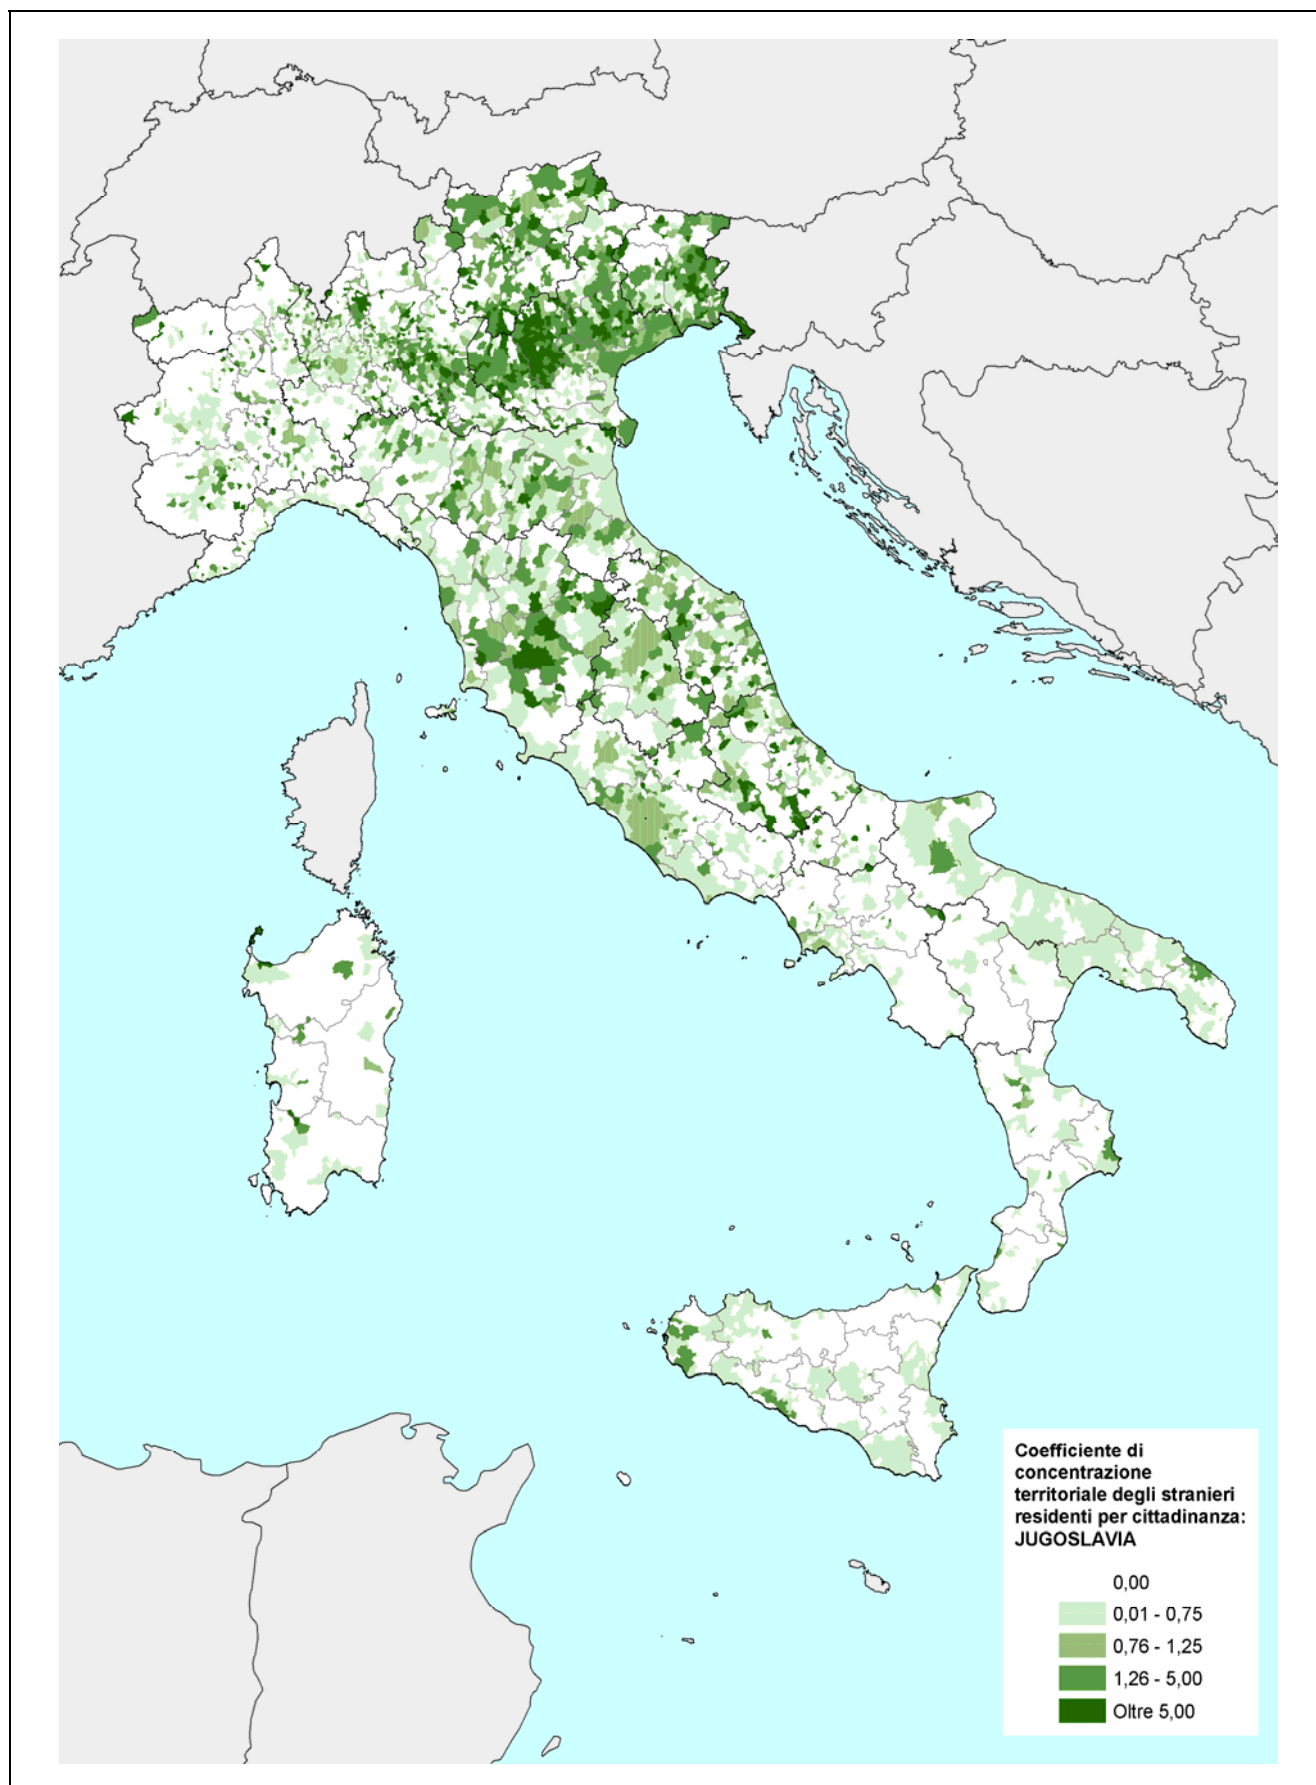 Coefficiente di
concentrazione
territoriale degli stranieri
residenti per cittadinanza:
JUGOSLAVIA
0,00
0,01 - 0,75
0,76 - 1,25
1,26 - 5,00
Oltre 5,00